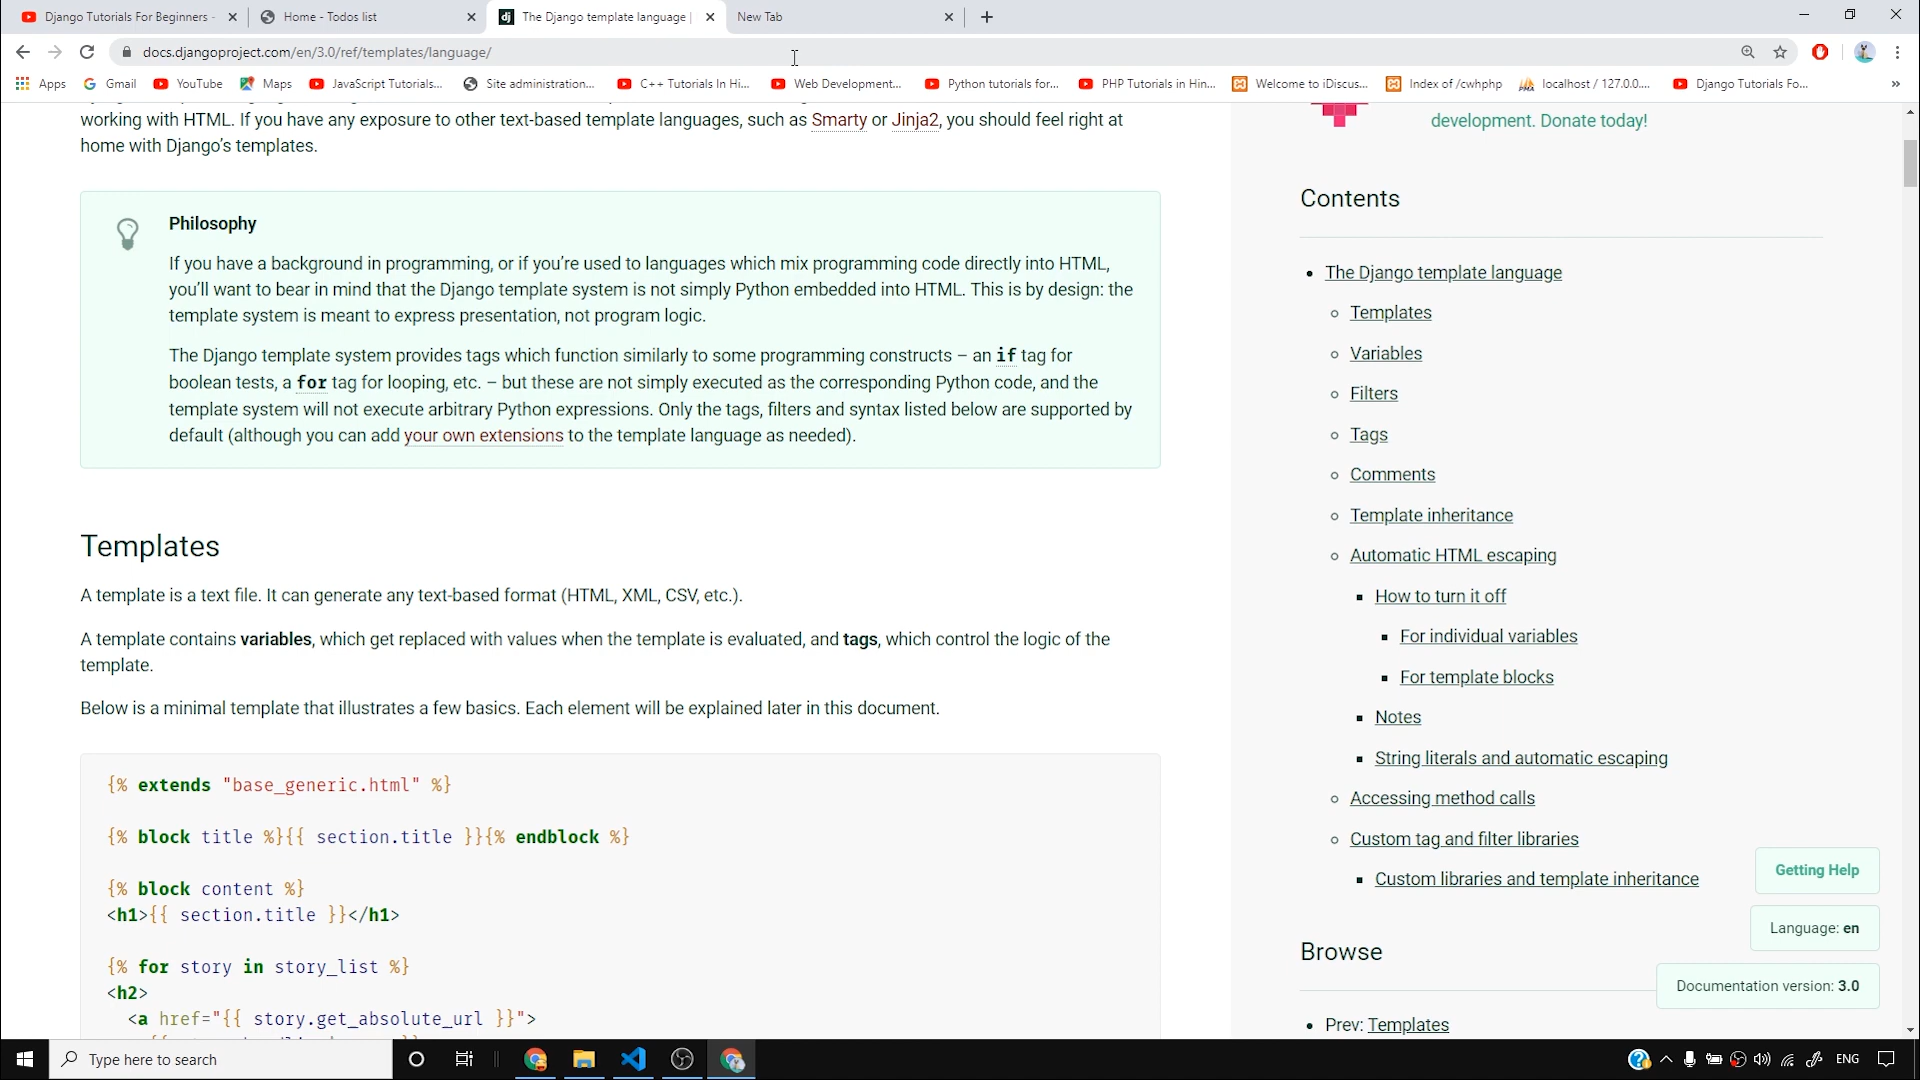 Django Tutorials For Beginners -
Home - Todos list
The Django template language |
New Tab
docs.djangoproject.com/en/3.0/ref/templates/language/
Apps
Gmail
YouTube
Maps
JavaScript Tutorials...
Site administration...
C++ Tutorials In Hi...
Web Development...
Python tutorials for...
PHP Tutorials in Hin...
Welcome to iDiscus...
Index of /cwhphp
localhost / 127.0.0....
Django Tutorials Fo...
»
working with HTML. If you have any exposure to other text-based template languages, such as Smarty or Jinja2, you should feel right at
home with Django’s templates.
Philosophy
If you have a background in programming, or if you’re used to languages which mix programming code directly into HTML,
you’ll want to bear in mind that the Django template system is not simply Python embedded into HTML. This is by design: the
template system is meant to express presentation, not program logic.
The Django template system provides tags which function similarly to some programming constructs – an if tag for
boolean tests, a for tag for looping, etc. – but these are not simply executed as the corresponding Python code, and the
template system will not execute arbitrary Python expressions. Only the tags, filters and syntax listed below are supported by
default (although you can add your own extensions to the template language as needed).
Templates
A template is a text file. It can generate any text-based format (HTML, XML, CSV, etc.).
A template contains variables, which get replaced with values when the template is evaluated, and tags, which control the logic of the
template.
Below is a minimal template that illustrates a few basics. Each element will be explained later in this document.
{% extends "base_generic.html" %}
{% block title %}{{ section.title }}{% endblock %}
{% block content %}
<h1>{{ section.title }}</h1>
{% for story in story_list %}
<h2>
<a href="{{ story.get_absolute_url }}">
development. Donate today!
Contents
The Django template language
Templates
Variables
Filters
Tags
Comments
Template inheritance
Automatic HTML escaping
How to turn it off
For individual variables
For template blocks
Notes
String literals and automatic escaping
Accessing method calls
Custom tag and filter libraries
Custom libraries and template inheritance
Browse
Prev: Templates
Getting Help
Language: en
Documentation version: 3.0
Type here to search
ENG